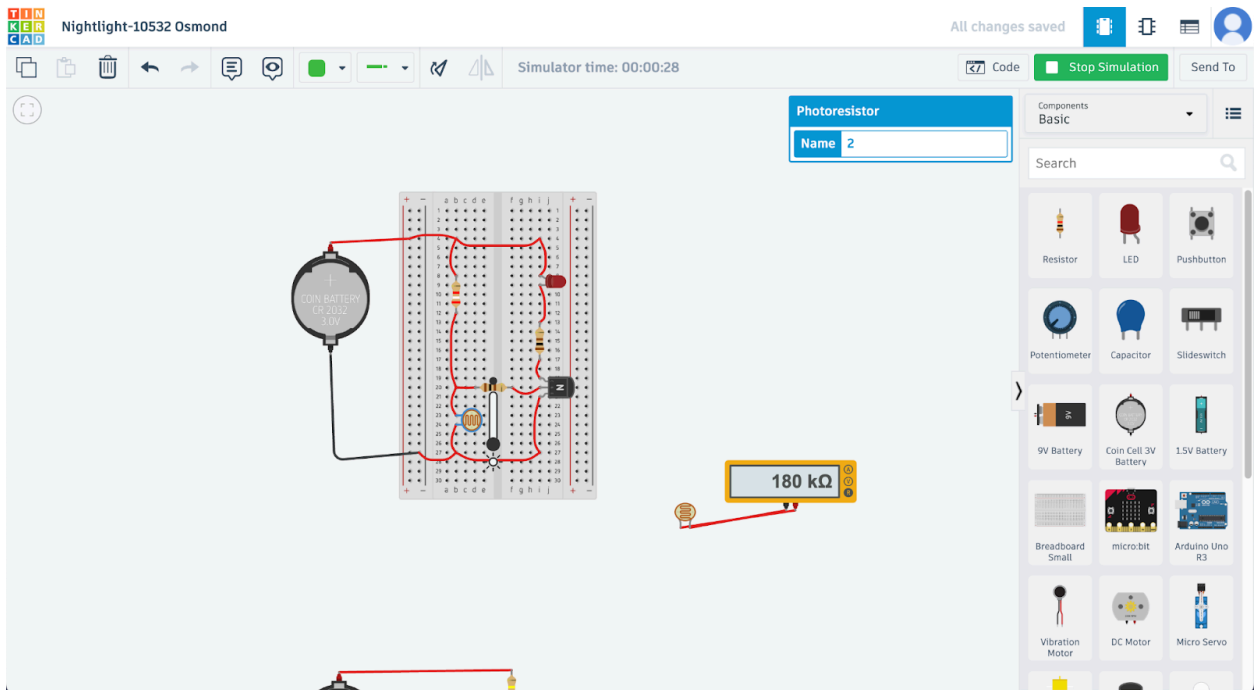 TIN
KER
CAD
Nightlight-10532 Osmond
All changes saved
Simulator time: 00:00:28
Code
Stop Simulation
Send To
Photoresistor
Name 2
Components
Basic
Search
Resistor
LED
Pushbutton
Potentiometer
Capacitor
Slideswitch
9V Battery
Coin Cell 3V
Battery
1.5V Battery
Breadboard
Small
micro:bit
Arduino Uno
R3
Vibration
Motor
DC Motor
Micro Servo
COIN BATTERY
CR 2032
3.0V
+ − a b c d e f g h i j + −
N
+ − a b c d e f g h i j + −
180 kΩ
A
V
R
9V